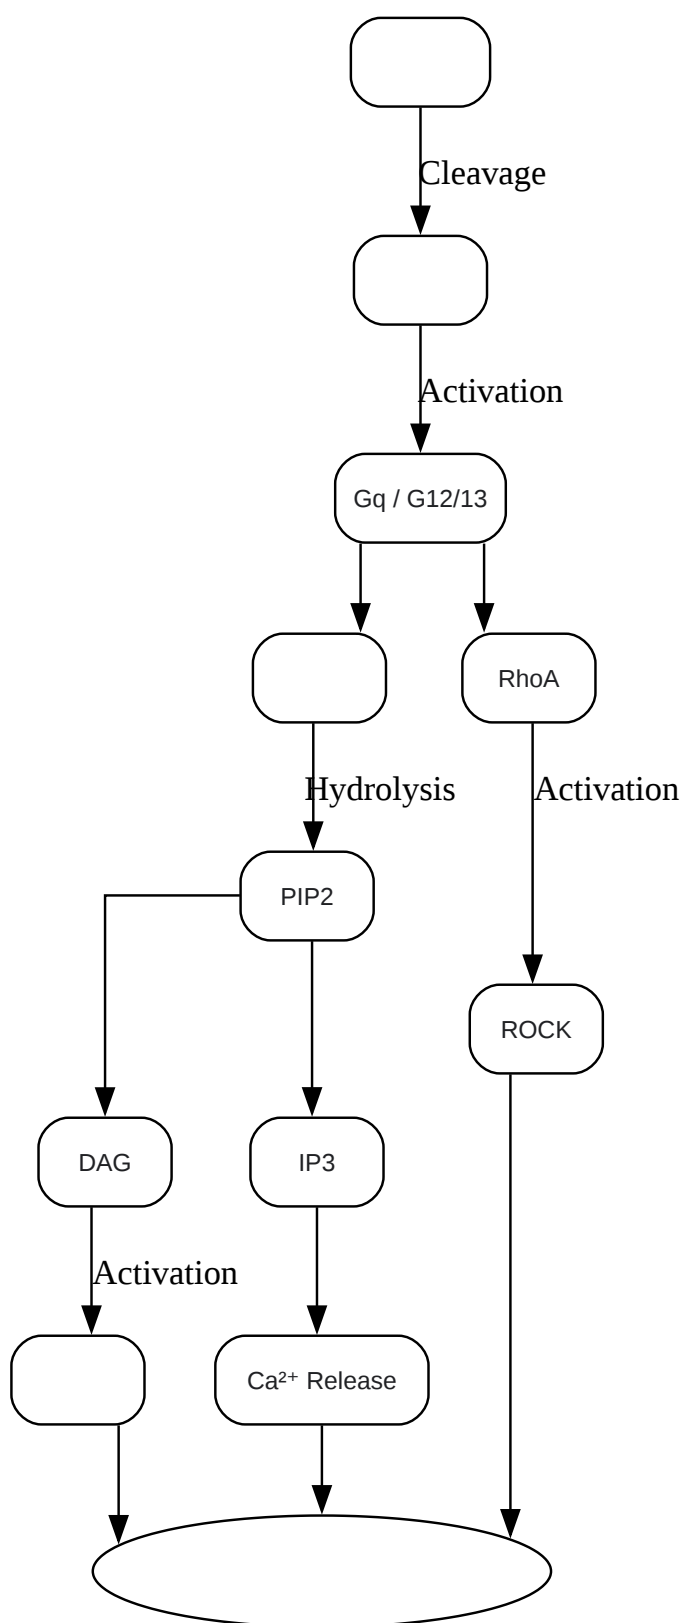 Cleavage
Activation
Gq / G12/13
RhoA
Hydrolysis
Activation
PIP2
ROCK
DAG
IP3
Activation
Ca²⁺ Release